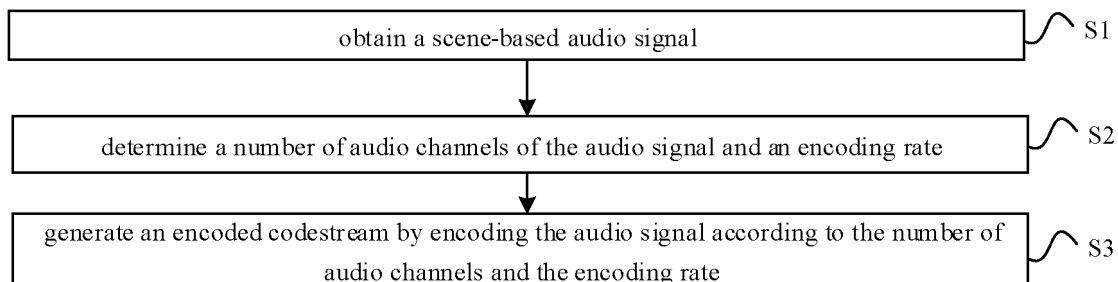 obtain a scene-based audio signal
S1
determine a number of audio channels of the audio signal and an encoding rate
S2
generate an encoded codestream by encoding the audio signal according to the number of
audio channels and the encoding rate
S3